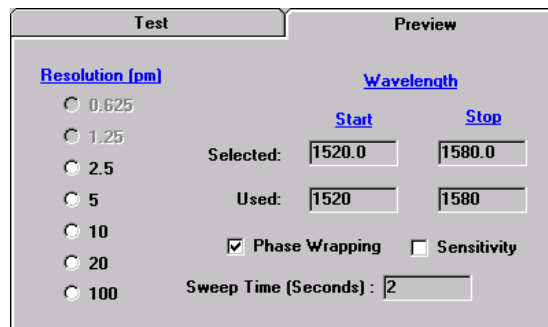 Test Preview
Resolution (pm)
0.625
1.25
2.5
5
10
20
100
Wavelength
Start Stop
Selected: 1520.0 1580.0
Used: 1520 1580
Phase Wrapping Sensitivity
Sweep Time (Seconds) : 2